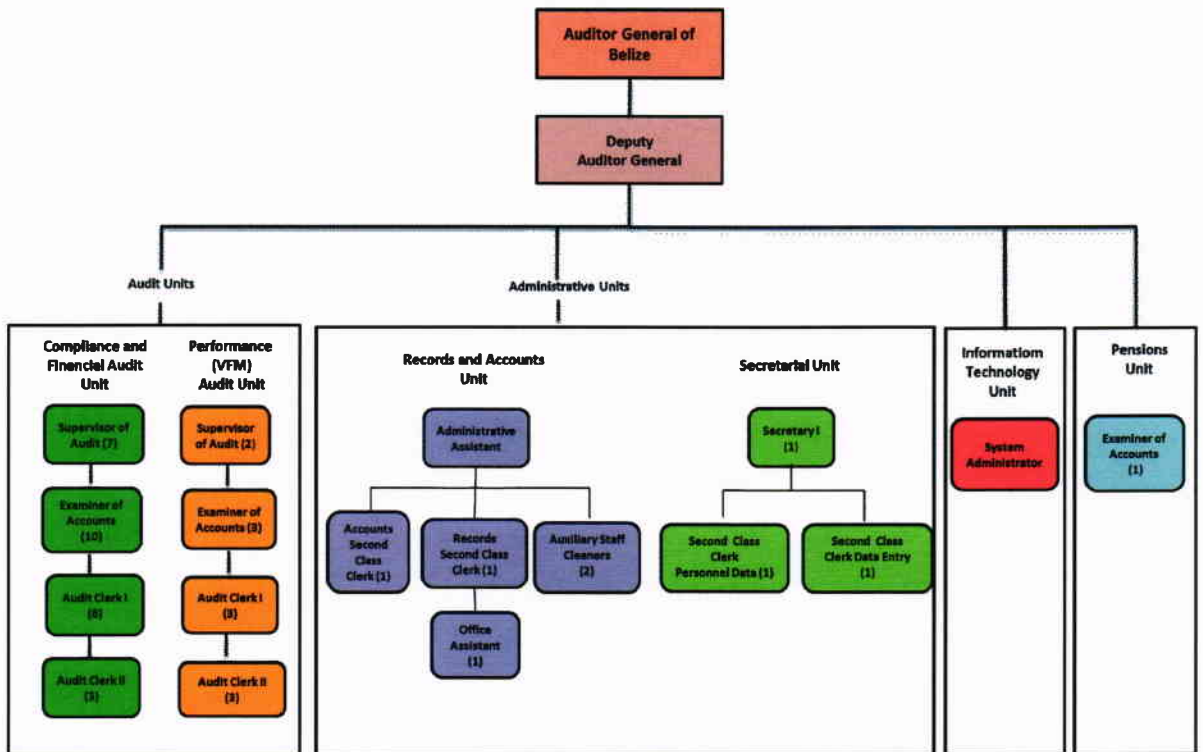 Auditor General of
Belize
Deputy
Auditor General
Audit Units
Administrative Units
Compliance and
Financial Audit
Unit
Supervisor of
Audit (7)
Examiner of
Accounts
(10)
Audit Clerk I
Audit Clerk II
Performance
(VFM)
Audit Unit
Supervisor
of Audit (2)
Examiner of
Accounts (3)
Audit Clerk I
(3)
Audit Clerk II
(3)
Records and Accounts
Unit
Administrative
Assistant
Accounts
Second
Class
Clerk (1)
Records
Second Class
Clerk (1)
Auxiliary Staff
Cleaners
(2)
Office
Assistant
(1)
Secretarial Unit
Secretary I
(1)
Second Class
Clerk
Personnel Data (1)
Second Class
Clerk Data Entry
(1)
Informatiom
Technology
Unit
System
Administrator
Pensions
Unit
Examiner of
Accounts
(1)